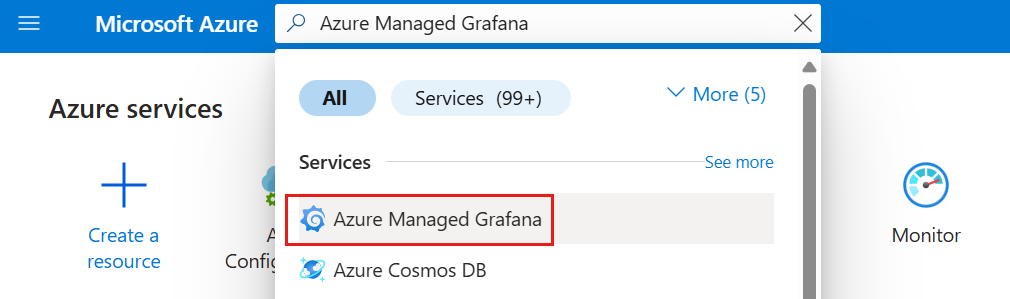 Microsoft Azure
Azure Managed Grafana
All
Services (99+)
More (5)
Azure services
Services
See more
Azure Managed Grafana
Create a
resource
Config
Azure Cosmos DB
Monitor